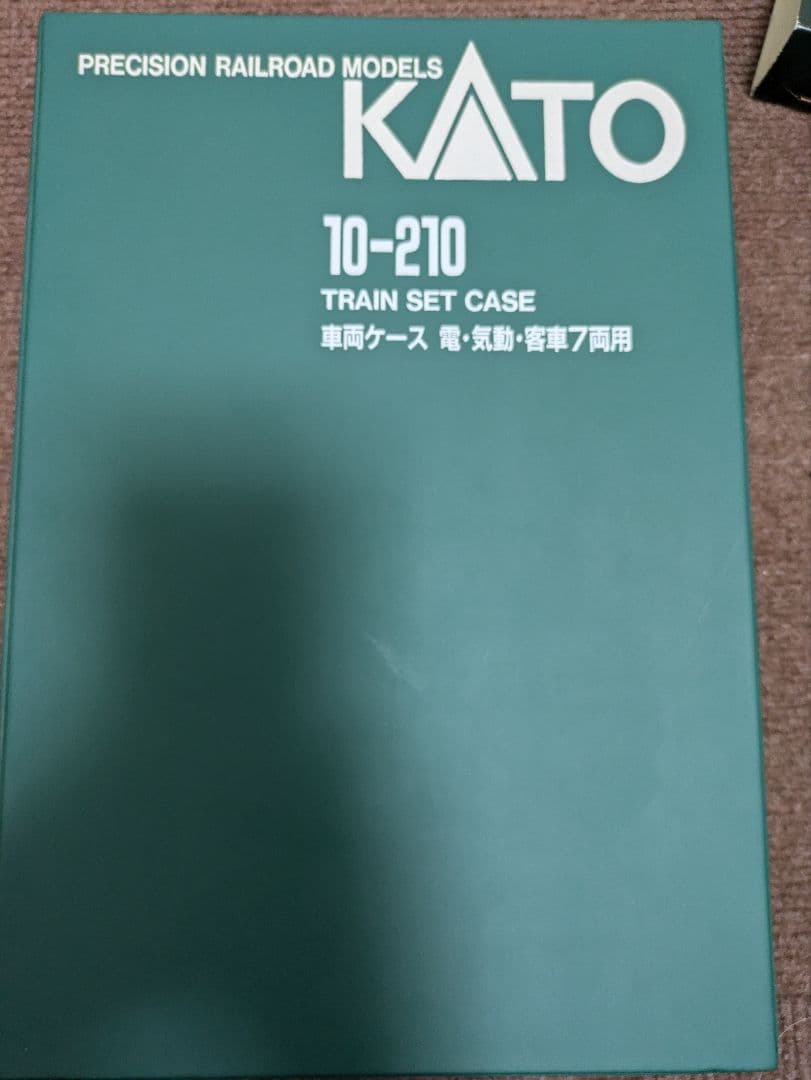 PRECISION RAILROAD MODELS
KATO
10-210
TRAIN SET CASE
車両ケース 電・気動・客車7両用